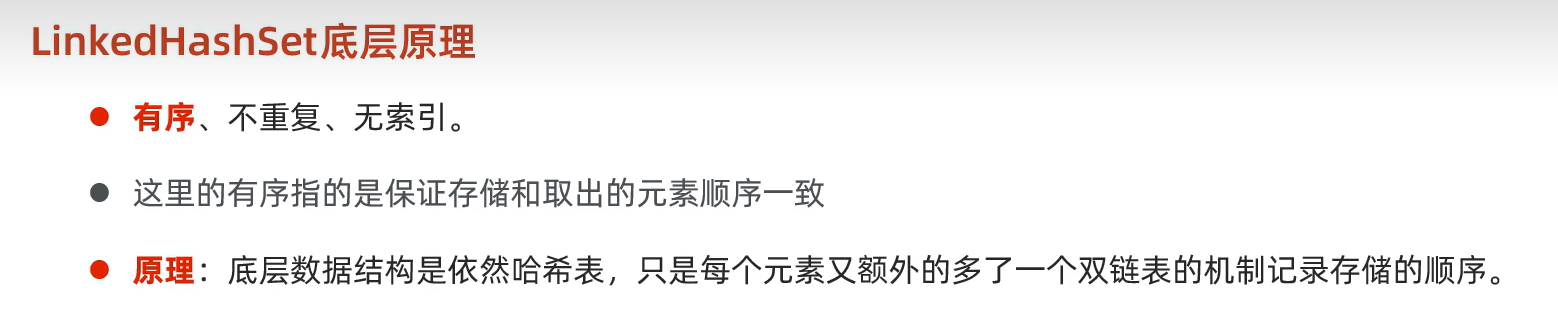 LinkedHashSet底层原理
有序、不重复、无索引。
这里的有序指的是保证存储和取出的元素顺序一致
原理：底层数据结构是依然哈希表，只是每个元素又额外的多了一个双链表的机制记录存储的顺序。